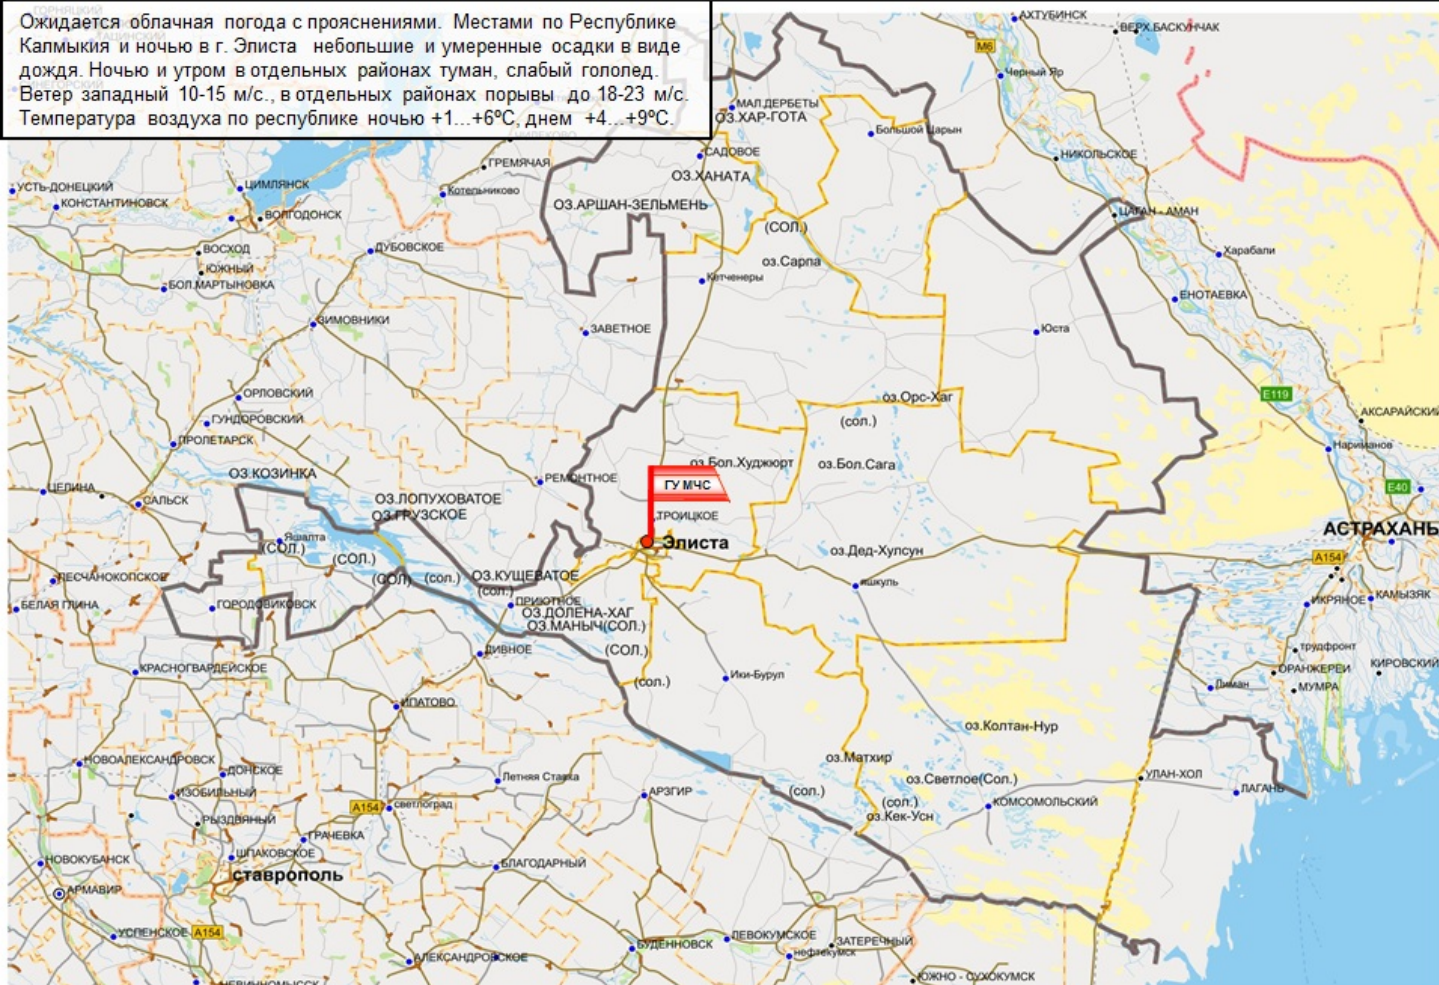 Ожидается облачная погода с прояснениями. Местами по Республике
Калмыкия и ночью в г. Элиста небольшие и умеренные осадки в виде
дождя. Ночью и утром в отдельных районах туман, слабый гололед.
Ветер западный 10-15 м/с., в отдельных районах порывы до 18-23 м/с.
Температура воздуха по республике ночью +1...+6ºС, днем +4...+9ºС.
АХТУБИНСК
ВЕРХ.БАСКУНЧАК
М6
Черный Яр
МАЛ.ДЕРБЕТЫ
ОЗ.ХАР-ГОТА
Большой Царын
САДОВОЕ
НИКОЛЬСКОЕ
ГРЕМЯЧАЯ
ОЗ.ХАНАТА
УСТЬ-ДОНЕЦКИЙ
ЦИМЛЯНСК
Котельниково
КОНСТАНТИНОВСК
ОЗ.АРШАН-ЗЕЛЬМЕНЬ
ВОЛГОДОНСК
ЦАГАН - АМАН
(СОЛ.)
ВОСХОД
ДУБОВСКОЕ
Харабали
оз.Сарпа
ЮЖНЫЙ
Кетченеры
БОЛ.МАРТЫНОВКА
ЕНОТАЕВКА
ЗИМОВНИКИ
ЗАВЕТНОЕ
Юста
ОРЛОВСКИЙ
Е119
оз.Орс-Хаг
АКСАРАЙСКИЙ
ГУНДОРОВСКИЙ
(сол.)
ПРОЛЕТАРСК
Нариманов
оз.Бол.Худжюрт
оз.Бол.Сага
ОЗ.КОЗИНКА
РЕМОНТНОЕ
ГУ МЧС
ЦЕЛИНА
Е40
САЛЬСК
ОЗ.ЛОПУХОВАТОЕ
ОЗ.ГРУЗСКОЕ
ТРОИЦКОЕ
АСТРАХАНЬ
Яшалта
(СОЛ.)
Элиста
оз.Дед-Хулсун
(СОЛ.)
А154
ПЕСЧАНОКОПСКОЕ
(СОЛ)
(сол.)
ОЗ.КУЩЕВАТОЕ
(сол.)
яшкуль
БЕЛАЯ ГЛИНА
ГОРОДОВИКОВСК
ПРИЮТНОЕ
ИКРЯНОЕ
КАМЫЗЯК
ОЗ.ДОЛЕНА-ХАГ
ОЗ.МАНЫЧ(СОЛ.)
ДИВНОЕ
(СОЛ.)
трудфронт
КРАСНОГВАРДЕЙСКОЕ
ОРАНЖЕРЕИ
КИРОВСКИЙ
Ики-Бурул
(сол.)
Лиман
МУМРА
ИПАТОВО
оз.Колтан-Нур
НОВОАЛЕКСАНДРОВСК
оз.Матхир
ДОНСКОЕ
Летняя Ставка
оз.Светлое(Сол.)
УЛАН-ХОЛ
ИЗОБИЛЬНЫЙ
АРЗГИР
(сол.)
ЛАГАНЬ
А154
светлоград
(сол.)
КОМСОМОЛЬСКИЙ
РЫЗДВЯНЫЙ
оз.Кек-Усн
ГРАЧЕВКА
НОВОКУБАНСК
ШПАКОВСКОЕ
БЛАГОДАРНЫЙ
ставрополь
АРМАВИР
УСПЕНСКОЕ
А154
ЛЕВОКУМСКОЕ
БУДЕННОВСК
ЗАТЕРЕЧНЫЙ
нефтекумск
АЛЕКСАНДРОВСКОЕ
ЮЖНО - СУХОКУМСК
НЕВИННОМЫССК